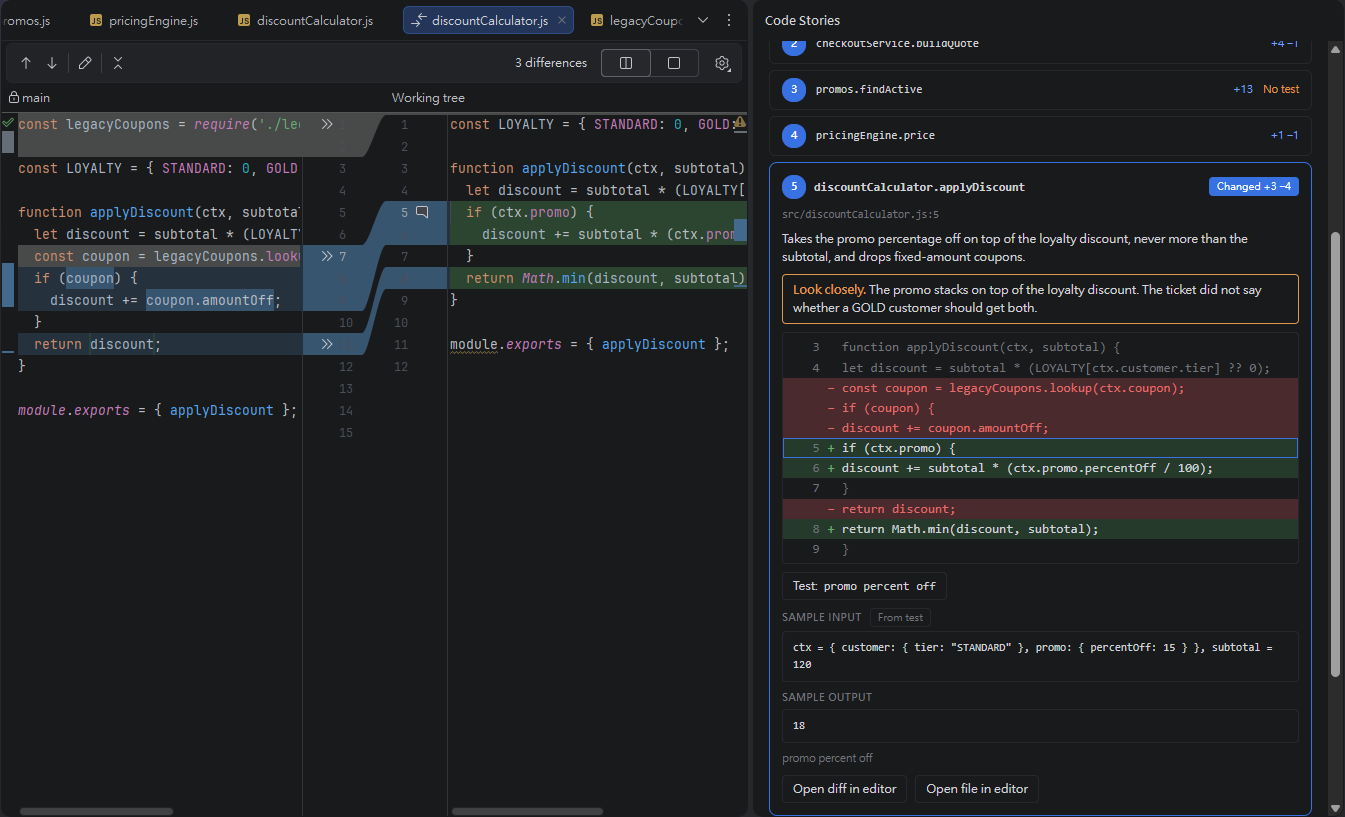 romos.js
JS pricingEngine.js
JS discountCalculator.js
discountCalculator.js
JS legacyCoup
3 differences
main
Working tree
const legacyCoupons = require('./le
const LOYALTY = { STANDARD: 0, GOLD
3
4
function applyDiscount(ctx, subtotal
5
let discount = subtotal * (LOYALT
6
const coupon = legacyCoupons.look
7
if (coupon) {
discount += coupon.amountOff;
}
10
return discount;
}
12
13
module.exports = { applyDiscount };
14
15
1 const LOYALTY = { STANDARD: 0, GOLD:
2
3 function applyDiscount(ctx, subtotal)
4 let discount = subtotal * (LOYALTY[
5 if (ctx.promo) {
discount += subtotal * (ctx.prom
7 }
return Math.min(discount, subtotal)
9 }
10
11 module.exports = { applyDiscount };
12
Code Stories
2 checkoutService.buildQuote +4 −1
3 promos.findActive +13 No test
4 pricingEngine.price +1 −1
5 discountCalculator.applyDiscount Changed +3 −4
src/discountCalculator.js:5
Takes the promo percentage off on top of the loyalty discount, never more than the
subtotal, and drops fixed-amount coupons.
Look closely. The promo stacks on top of the loyalty discount. The ticket did not say
whether a GOLD customer should get both.
3 function applyDiscount(ctx, subtotal) {
4 let discount = subtotal * (LOYALTY[ctx.customer.tier] ?? 0);
− const coupon = legacyCoupons.lookup(ctx.coupon);
− if (coupon) {
− discount += coupon.amountOff;
5 + if (ctx.promo) {
6 + discount += subtotal * (ctx.promo.percentOff / 100);
7 }
− return discount;
8 + return Math.min(discount, subtotal);
9 }
Test: promo percent off
SAMPLE INPUT From test
ctx = { customer: { tier: "STANDARD" }, promo: { percentOff: 15 } }, subtotal =
120
SAMPLE OUTPUT
18
promo percent off
Open diff in editor Open file in editor